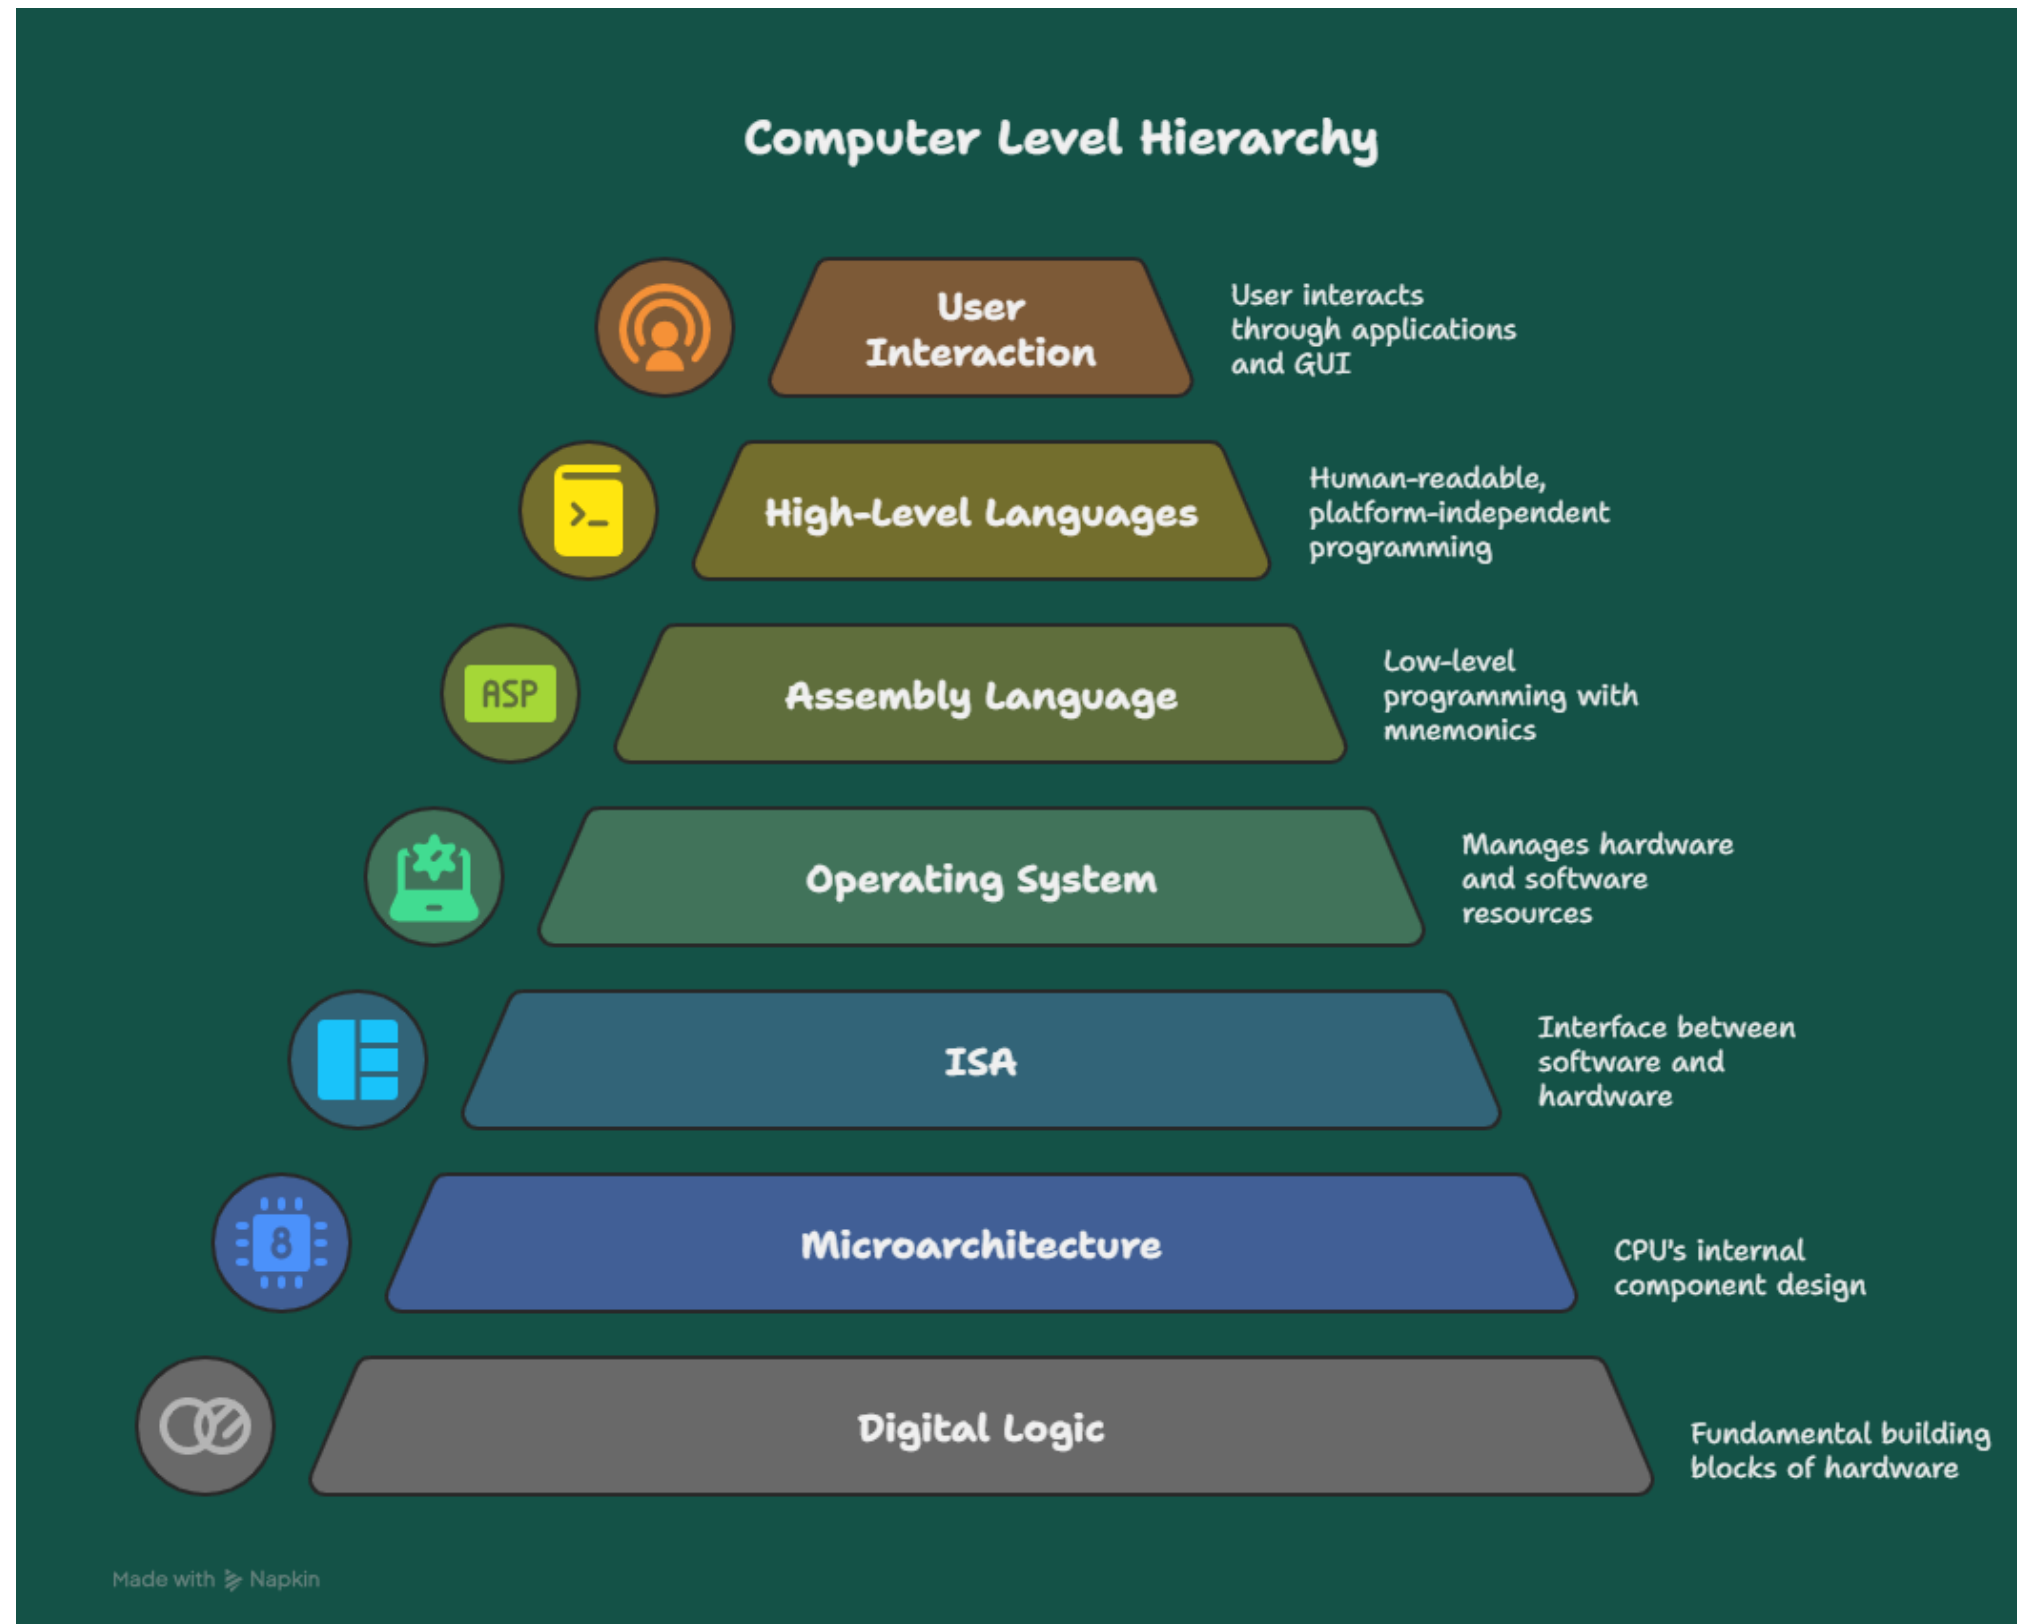 Computer Level Hierarchy
User
Interaction
User interacts
through applications
and GUI
High-Level Languages
Human-readable,
platform-independent
programming
ASP
Assembly Language
Low-level
programming with
mnemonics
Operating System
Manages hardware
and software
resources
ISA
Interface between
software and
hardware
8
Microarchitecture
CPU's internal
component design
Digital Logic
Fundamental building
blocks of hardware
Made with Napkin